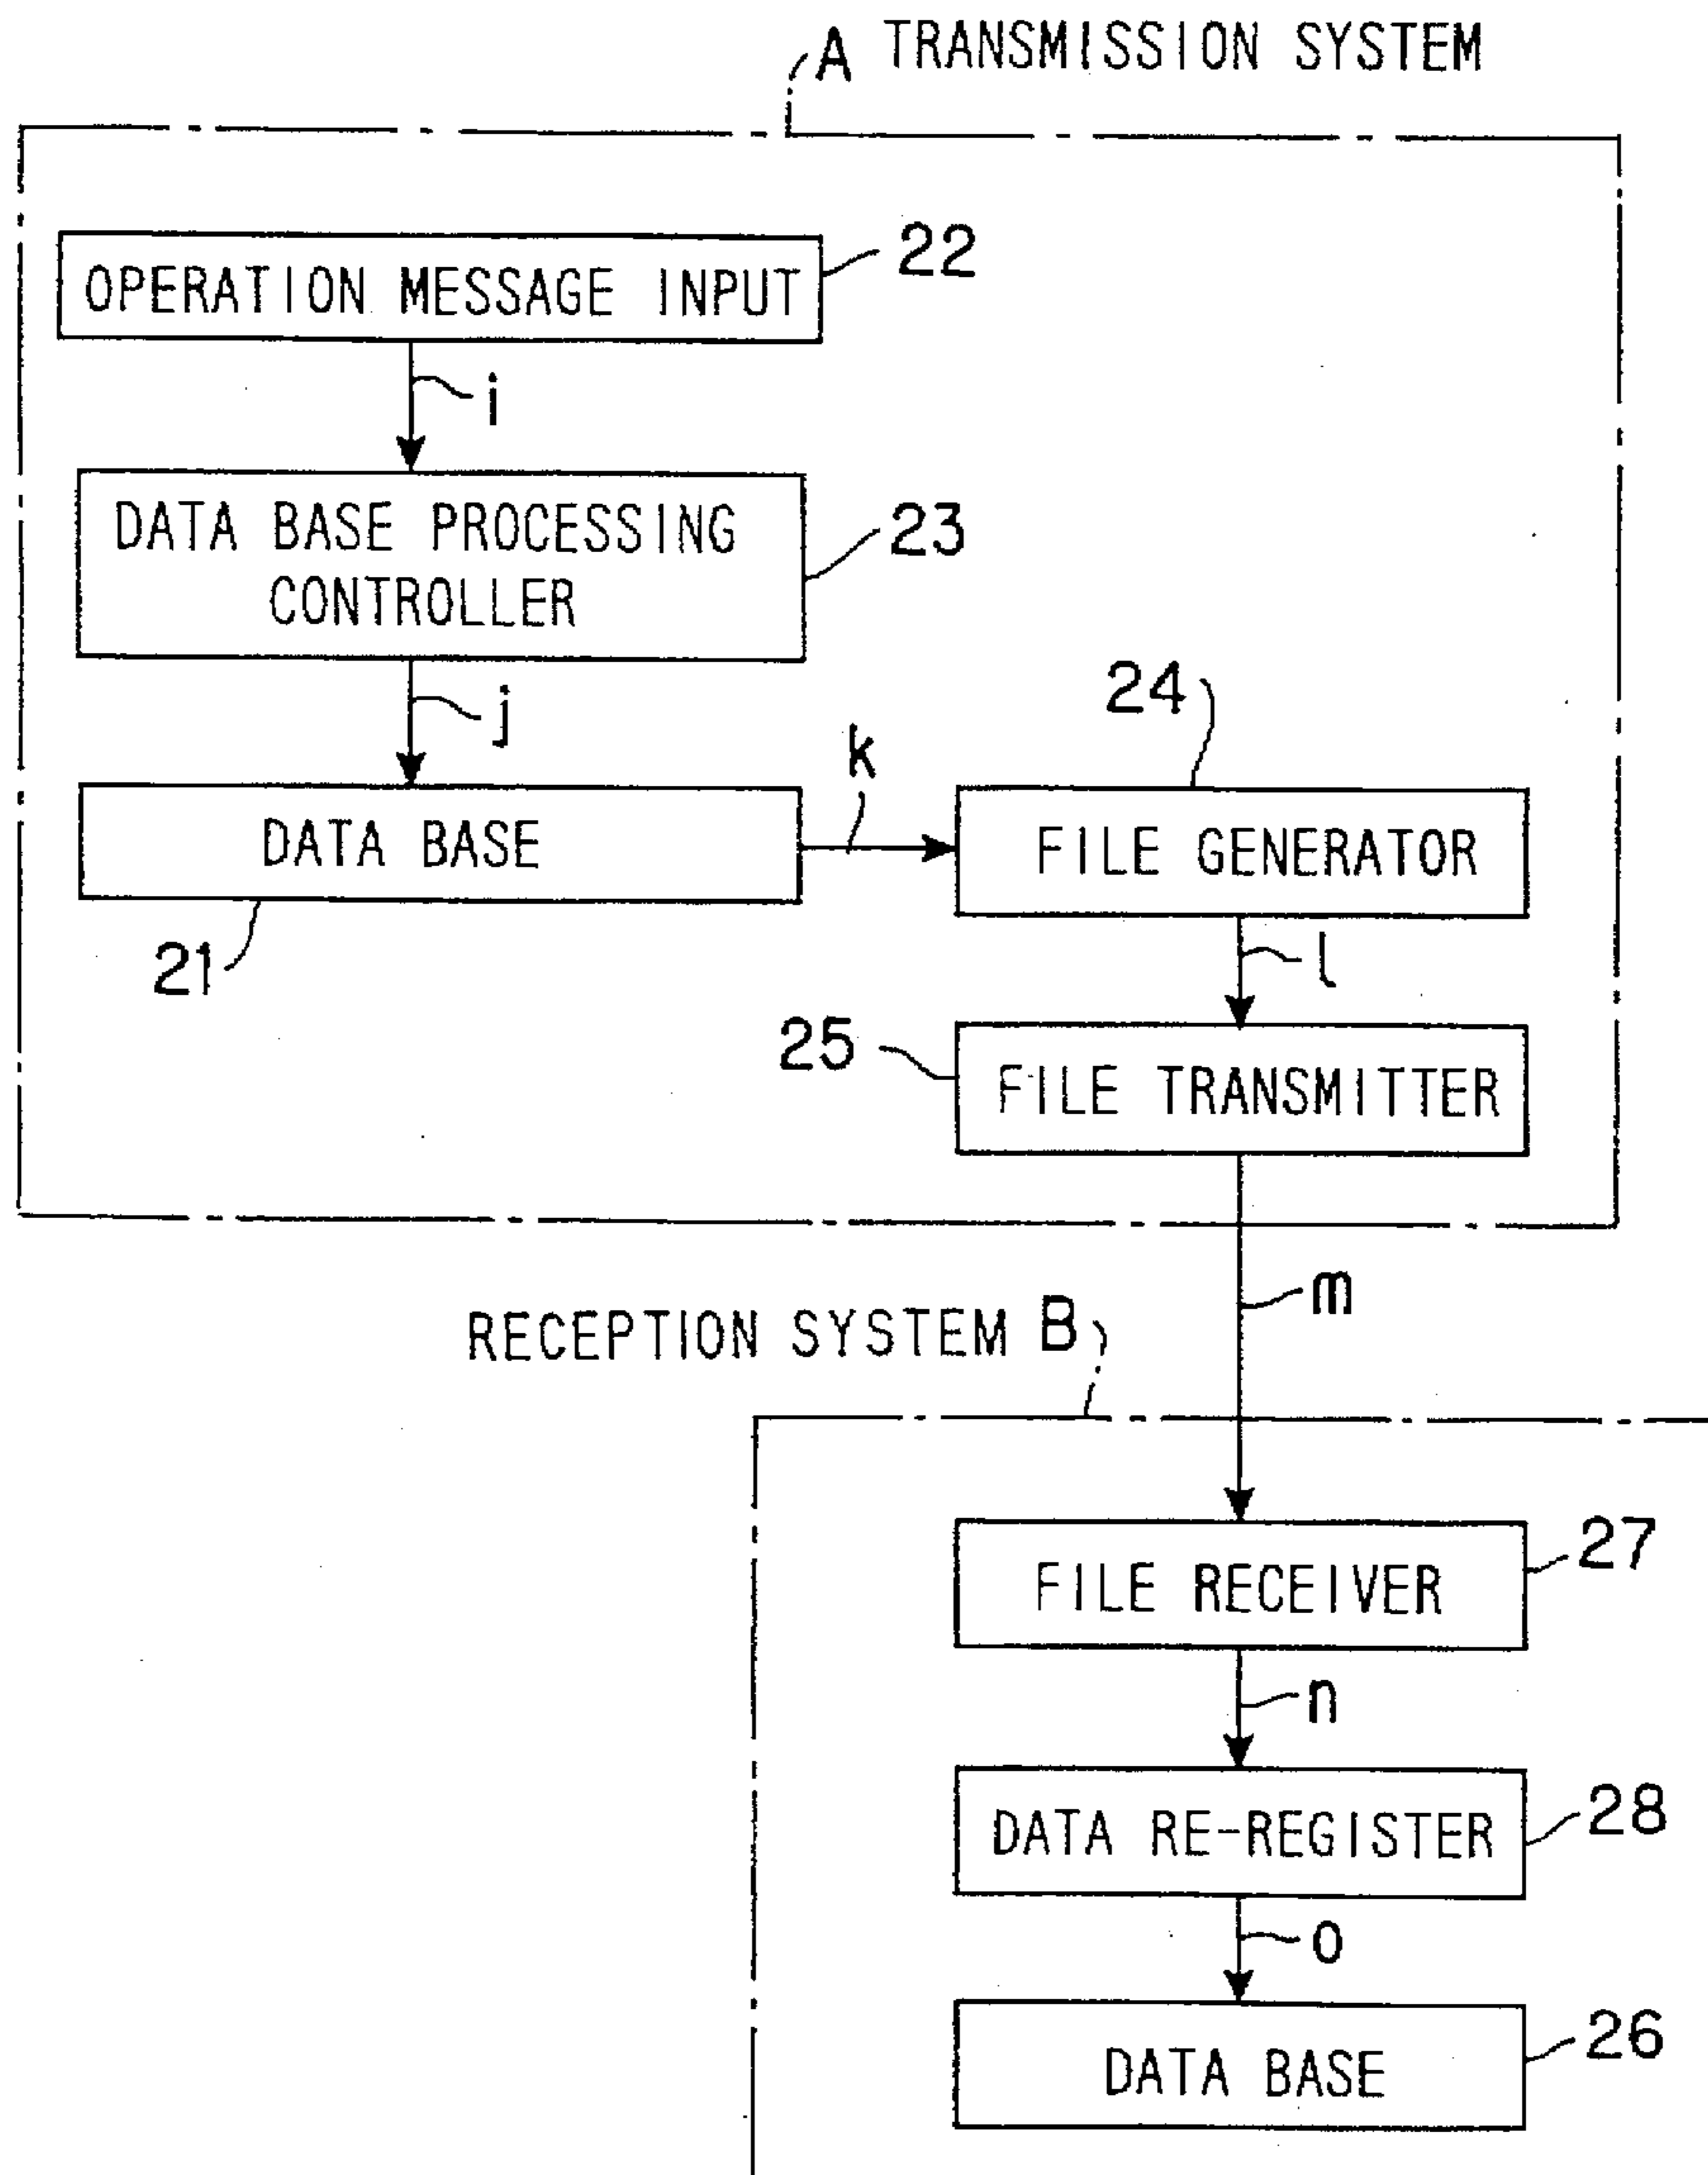 A TRANSMISSION SYSTEM
OPERATION MESSAGE INPUT
22
i
DATA BASE PROCESSING
CONTROLLER
23
j
DATA BASE
21
k
24
FILE GENERATOR
l
25
FILE TRANSMITTER
m
RECEPTION SYSTEM B
FILE RECEIVER
27
n
DATA RE-REGISTER
28
o
DATA BASE
26